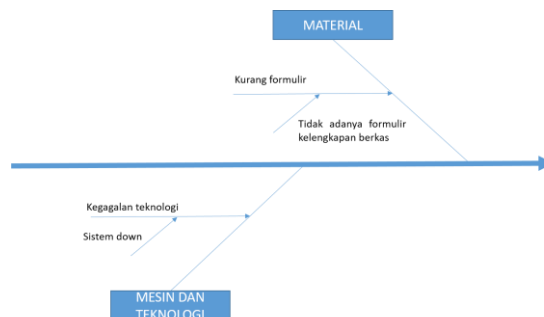 MATERIAL
Kurang formulir
Tidak adanya formulir
kelengkapan berkas
Kegagalan teknologi
Sistem down
MESIN DAN
TEKNOLOGI